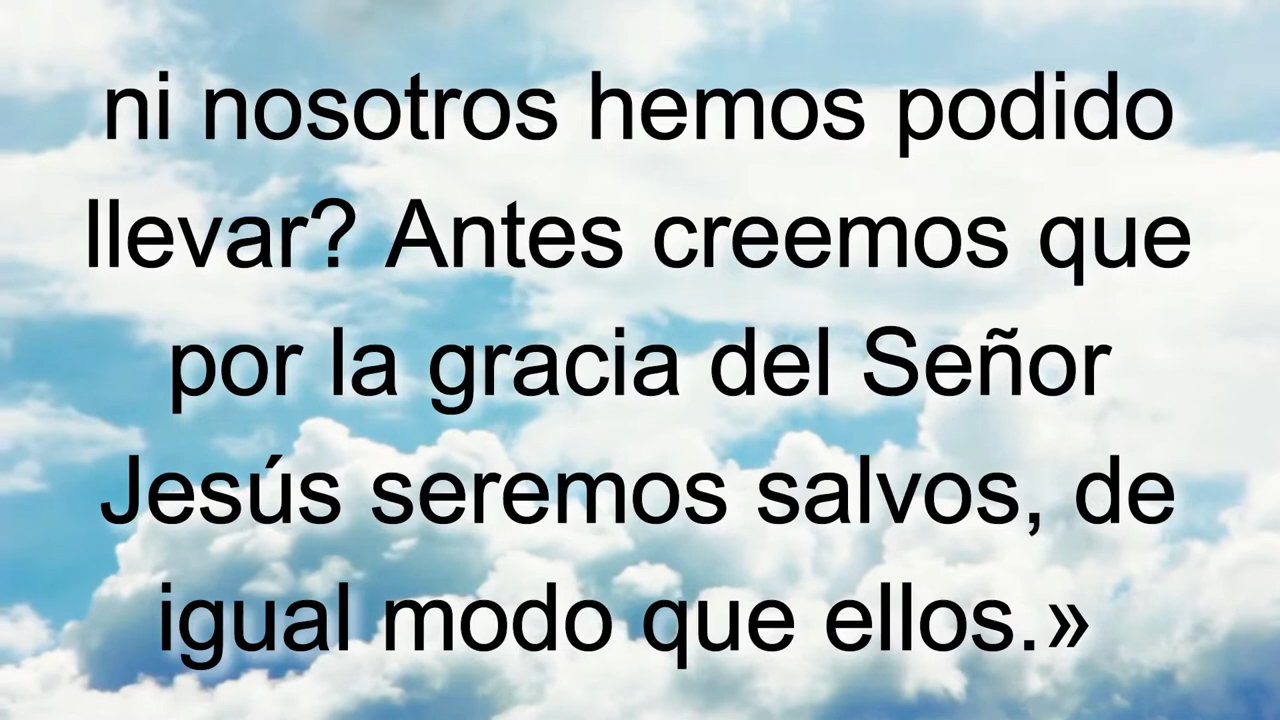 ni nosotros hemos podido
llevar? Antes creemos que
por la gracia del Señor
Jesús seremos salvos, de
igual modo que ellos.»